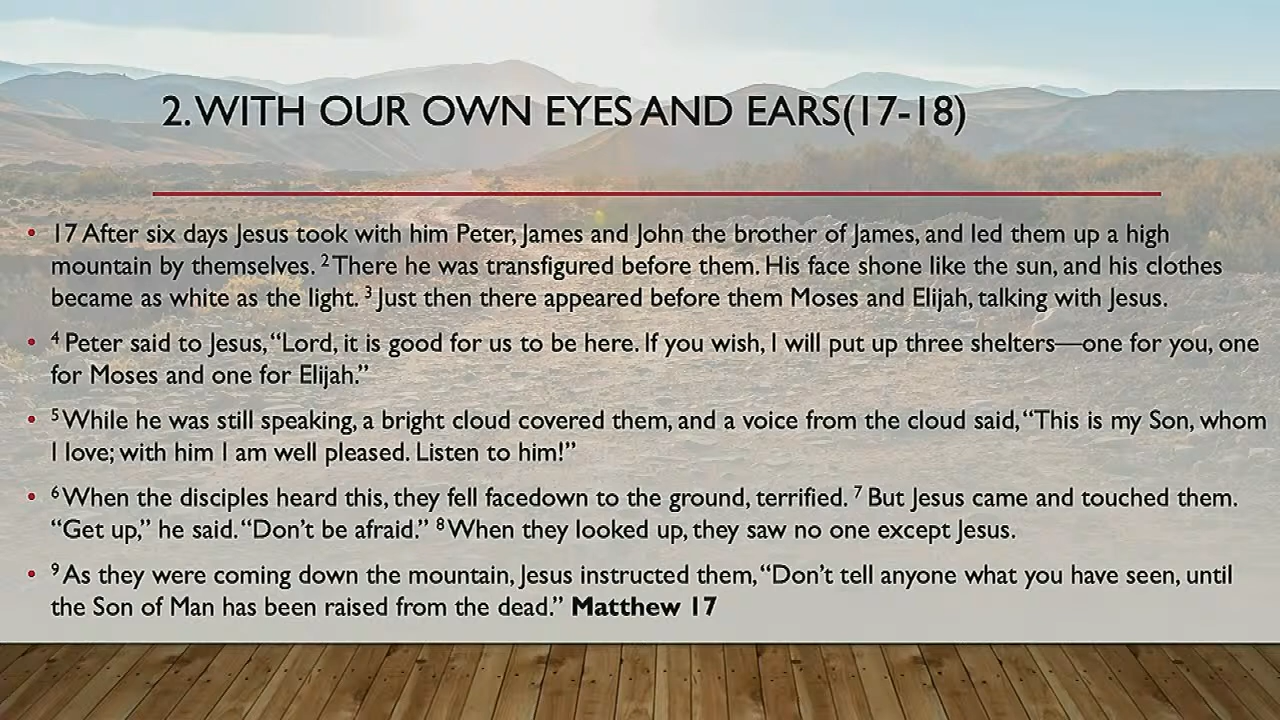 2. WITH OUR OWN EYES AND EARS(17-18)
• 17 After six days Jesus took with him Peter, James and John the brother of James, and led them up a high
mountain by themselves. ² There he was transfigured before them. His face shone like the sun, and his clothes
became as white as the light. ³ Just then there appeared before them Moses and Elijah, talking with Jesus.
• ⁴ Peter said to Jesus, “Lord, it is good for us to be here. If you wish, I will put up three shelters—one for you, one
for Moses and one for Elijah.”
• ⁵ While he was still speaking, a bright cloud covered them, and a voice from the cloud said, “This is my Son, whom
I love; with him I am well pleased. Listen to him!”
• ⁶ When the disciples heard this, they fell facedown to the ground, terrified. ⁷ But Jesus came and touched them.
“Get up,” he said. “Don’t be afraid.” ⁸ When they looked up, they saw no one except Jesus.
• ⁹ As they were coming down the mountain, Jesus instructed them, “Don’t tell anyone what you have seen, until
the Son of Man has been raised from the dead.” Matthew 17